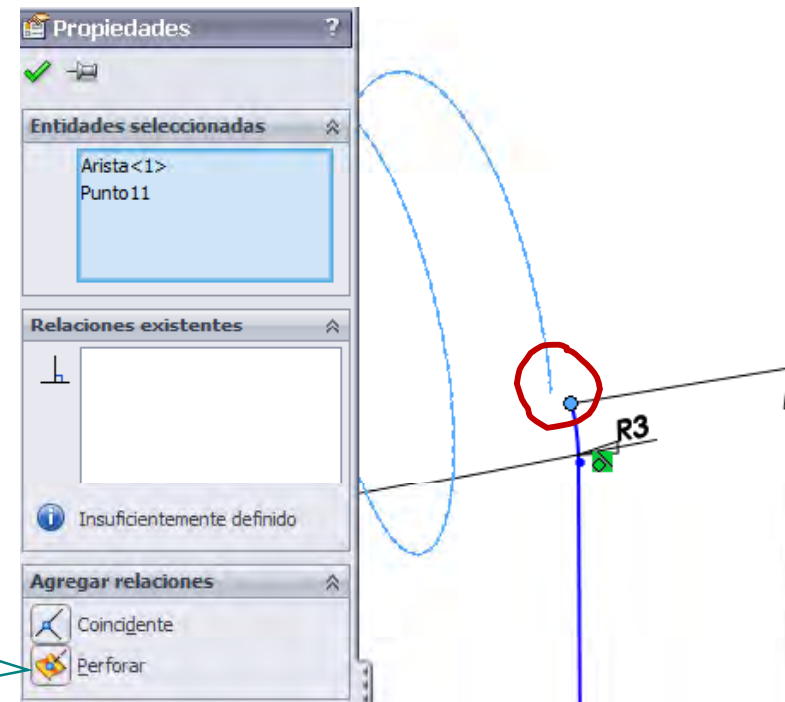 Propiedades ?
Entidades seleccionadas
Arista<1>
Punto11
Relaciones existentes
Insuficientemente definido
Agregar relaciones
Coincidente
Perforar
R3